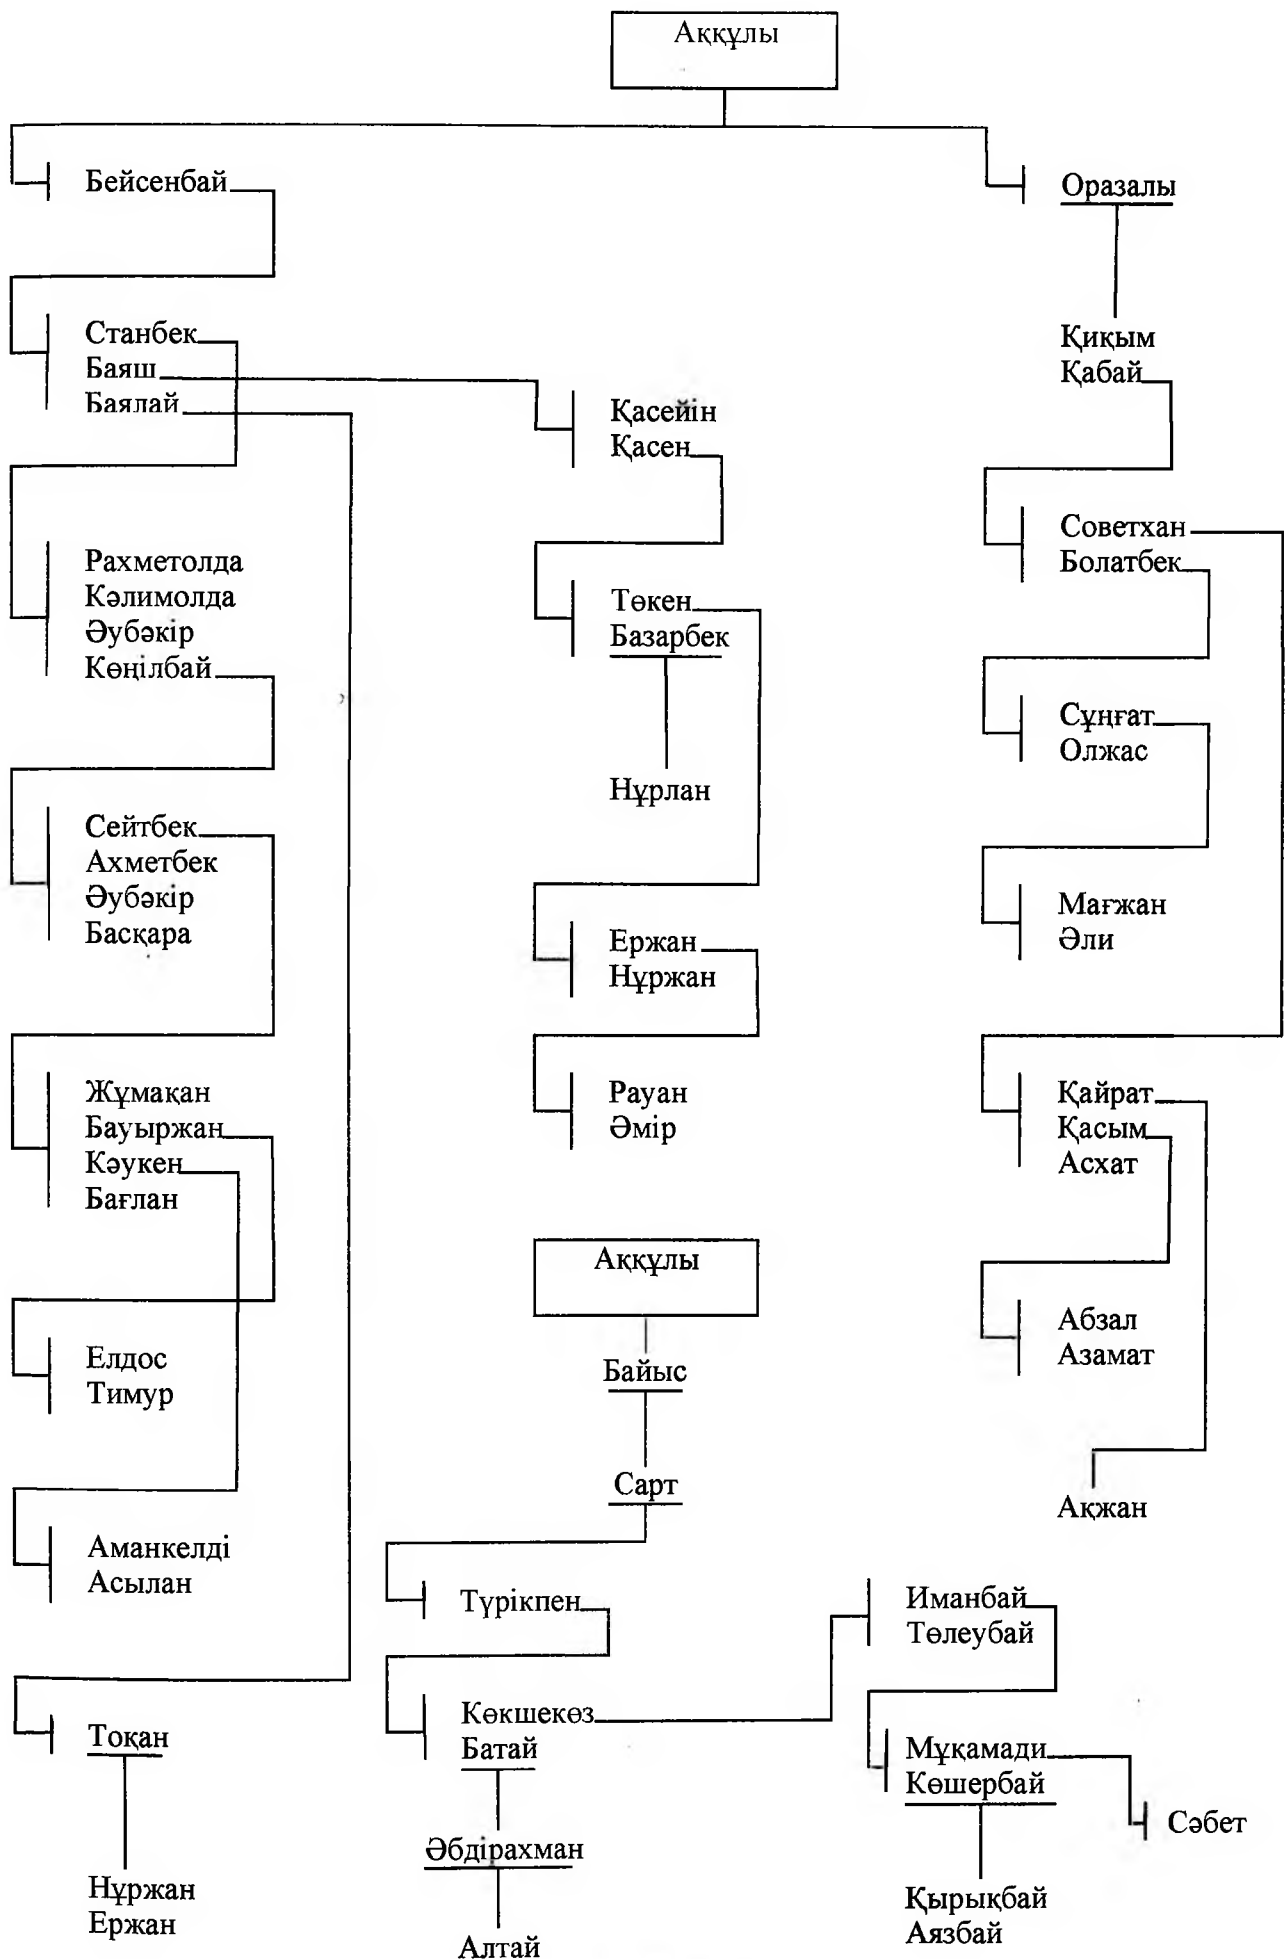 Аққұлы
Бейсенбай
Оразалы
Станбек
Баяш
Баялай
Қиқым
Қабай
Қасейін
Қасен
Рахметолда
Кәлимолда
Әубәкір
Көңілбай
Төкен
Базарбек
Советхан
Болатбек
Нұрлан
Сұңғат
Олжас
Сейтбек
Ахметбек
Әубәкір
Басқара
Ержан
Нұржан
Мағжан
Әли
Жұмақан
Бауыржан
Кәукен
Бағлан
Рауан
Әмір
Қайрат
Қасым
Асхат
Аққұлы
Байыс
Сарт
Елдос
Тимур
Абзал
Азамат
Ақжан
Аманкелді
Асылан
Түрікпен
Иманбай
Төлеубай
Тоқан
Көкшекөз
Батай
Мұқамади
Көшербай
Сәбет
Әбдірахман
Нұржан
Ержан
Алтай
Қырықбай
Аязбай